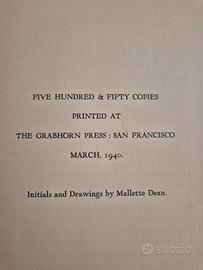 FIVE HUNDRED & FIFTY COPIES
PRINTED AT
THE GRABHORN PRESS : SAN FRANCISCO
MARCH, 1940.
Initials and Drawings by Mallette Dean.
Subito